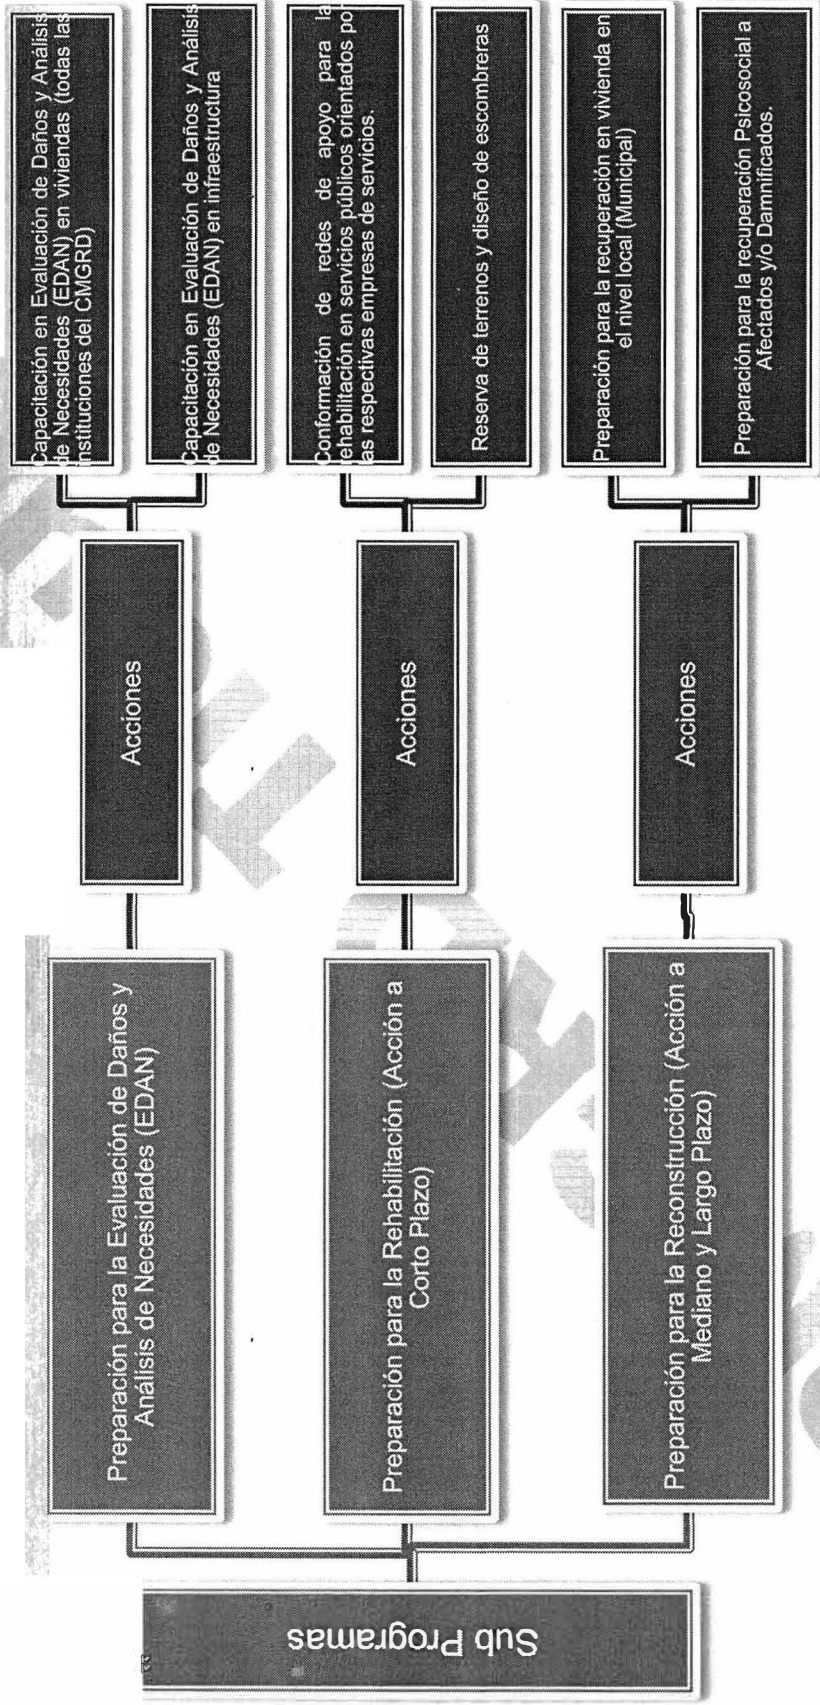 Sub Programas
Preparación para la Evaluación de Daños y
Análisis de Necesidades (EDAN)
Acciones
Capacitación en Evaluación de Daños y Análisis
de Necesidades (EDAN) en viviendas (todas las
instituciones del CMGRD)
Capacitación en Evaluación de Daños y Análisis
de Necesidades (EDAN) en infraestructura
Preparación para la Rehabilitación (Acción a
Corto Plazo)
Acciones
Conformación de redes de apoyo para la
rehabilitación en servicios públicos orientados por
las respectivas empresas de servicios.
Reserva de terrenos y diseño de escombreras
Preparación para la Reconstrucción (Acción a
Mediano y Largo Plazo)
Acciones
Preparación para la recuperación en vivienda en
el nivel local (Municipal)
Preparación para la recuperación Psicosocial a
Afectados y/o Damnificados.